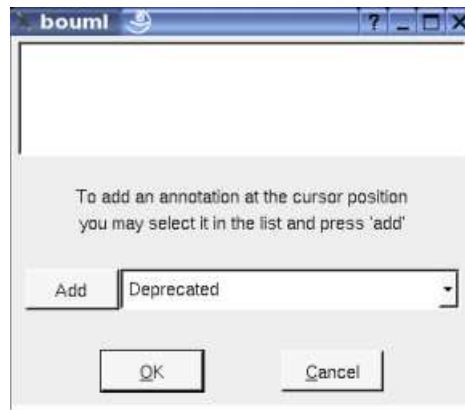 bouml
To add an annotation at the cursor position
you may select it in the list and press 'add'
Add
Deprecated
OK
Cancel